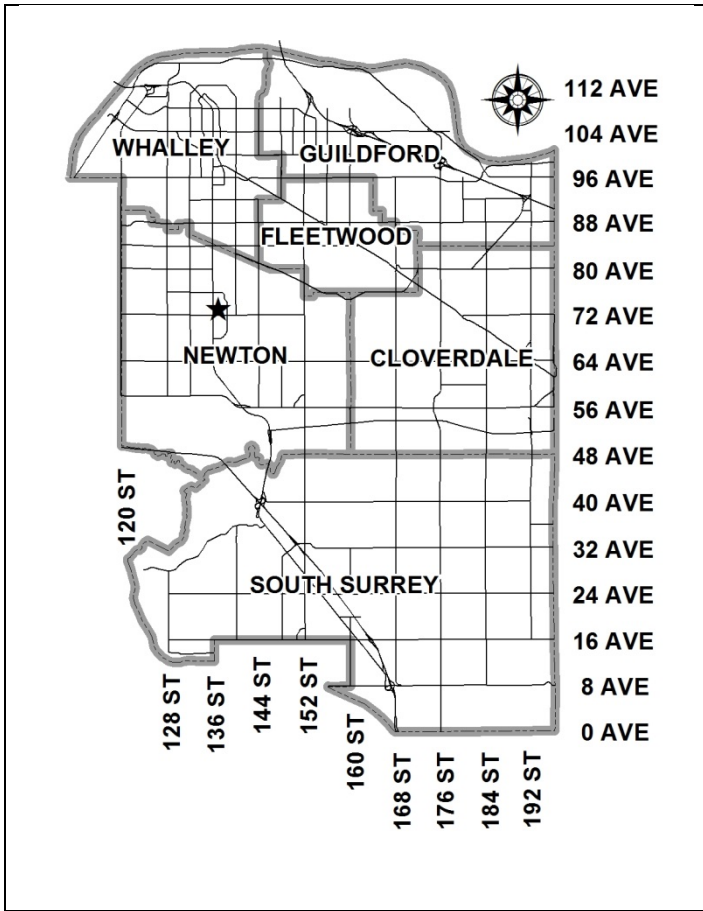 112 AVE
104 AVE
WHALLEY
GUILDFORD
96 AVE
88 AVE
FLEETWOOD
80 AVE
72 AVE
NEWTON
CLOVERDALE
64 AVE
56 AVE
48 AVE
120 ST
40 AVE
32 AVE
SOUTH SURREY
24 AVE
16 AVE
8 AVE
0 AVE
128 ST
136 ST
144 ST
152 ST
160 ST
168 ST
176 ST
184 ST
192 ST